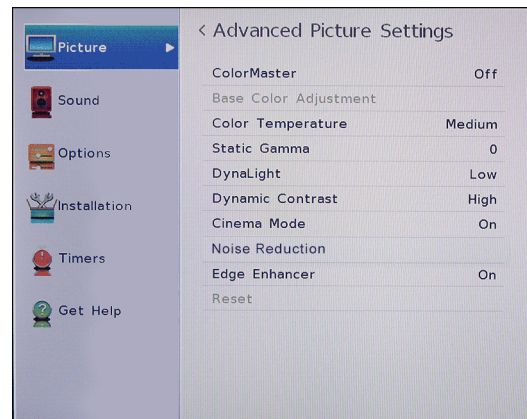 Picture
Sound
Options
Installation
Timers
Get Help
< Advanced Picture Settings
ColorMaster Off
Base Color Adjustment
Color Temperature Medium
Static Gamma 0
DynaLight Low
Dynamic Contrast High
Cinema Mode On
Noise Reduction
Edge Enhancer On
Reset